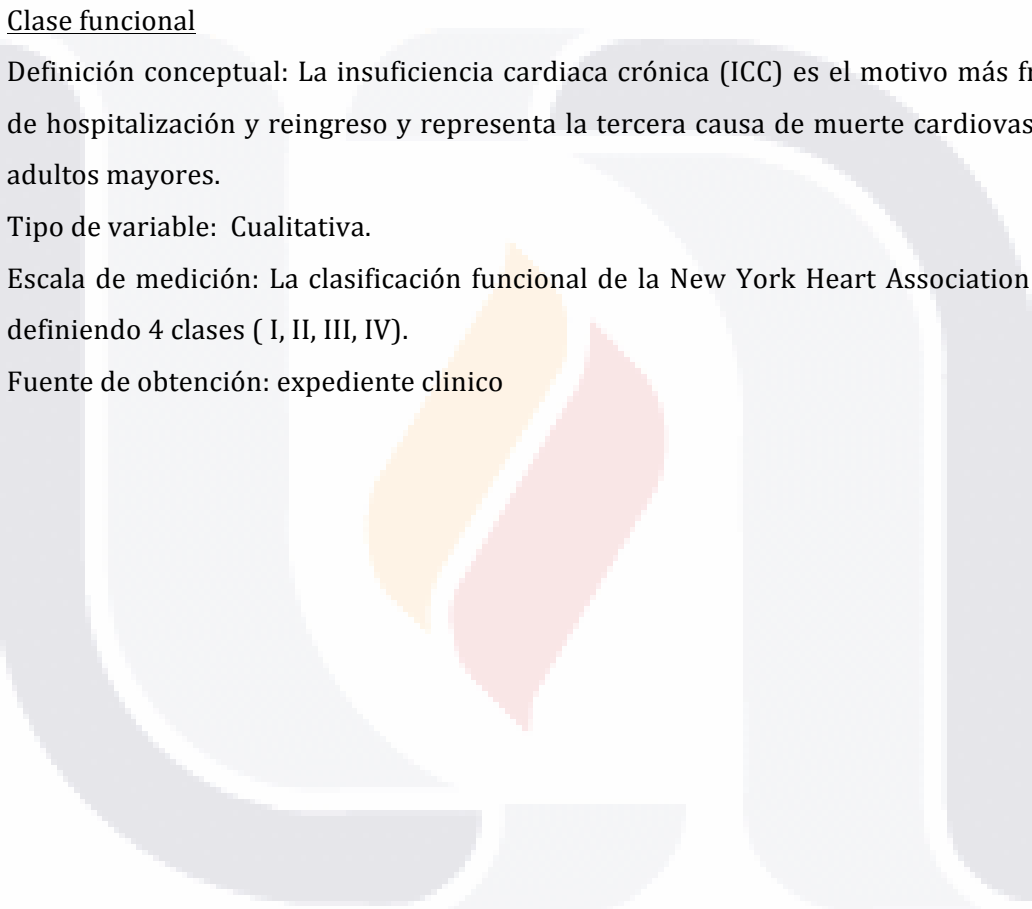 Clase funcional
Definición conceptual: La insuficiencia cardiaca crónica (ICC) es el motivo más
de hospitalización y reingreso y representa la tercera causa de muerte
adultos mayores.
Tipo de variable: Cualitativa.
Escala de medición: La clasificación funcional de la New York Heart Association
definiendo 4 clases ( I, II, III, IV).
Fuente de obtención: expediente clinico